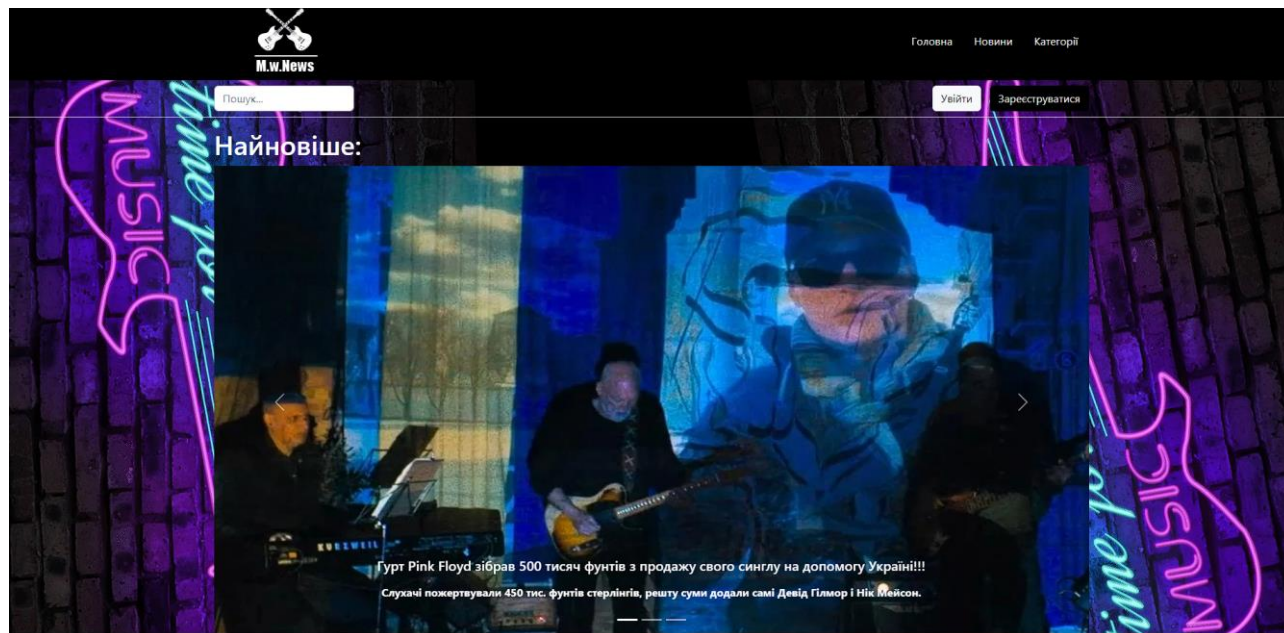 M.w.News
Головна Новини Категорії
Пошук...
Увійти Зареєструватися
Найновіше:
time for
MUSIC
KURZWEIL
Гурт Pink Floyd зібрав 500 тисяч фунтів з продажу свого синглу на допомогу Україні!!!
Слухачі пожертвували 450 тис. фунтів стерлінгів, решту суми додали самі Девід Гілмор і Нік Мейсон.
time fo
MUSIC